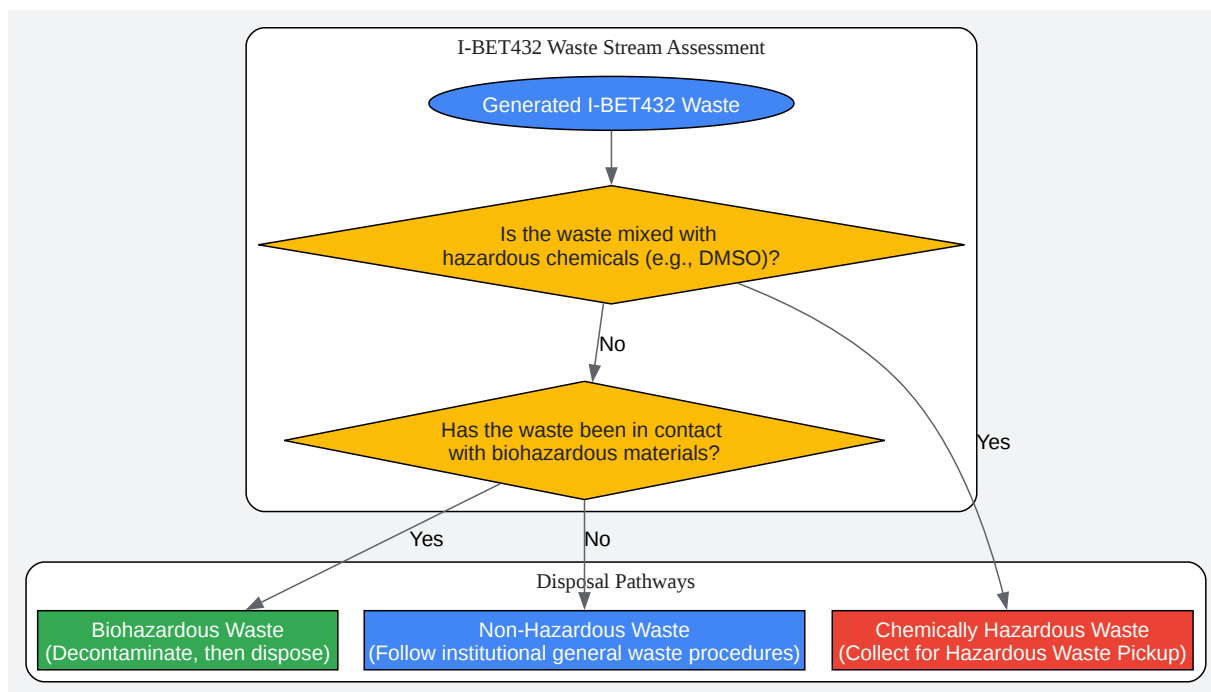 I-BET432 Waste Stream Assessment
Generated I-BET432 Waste
Is the waste mixed with
hazardous chemicals (e.g., DMSO)?
No
Yes
Has the waste been in contact
with biohazardous materials?
Yes
No
Disposal Pathways
Biohazardous Waste
(Decontaminate, then dispose)
Non-Hazardous Waste
(Follow institutional general waste procedures)
Chemically Hazardous Waste
(Collect for Hazardous Waste Pickup)